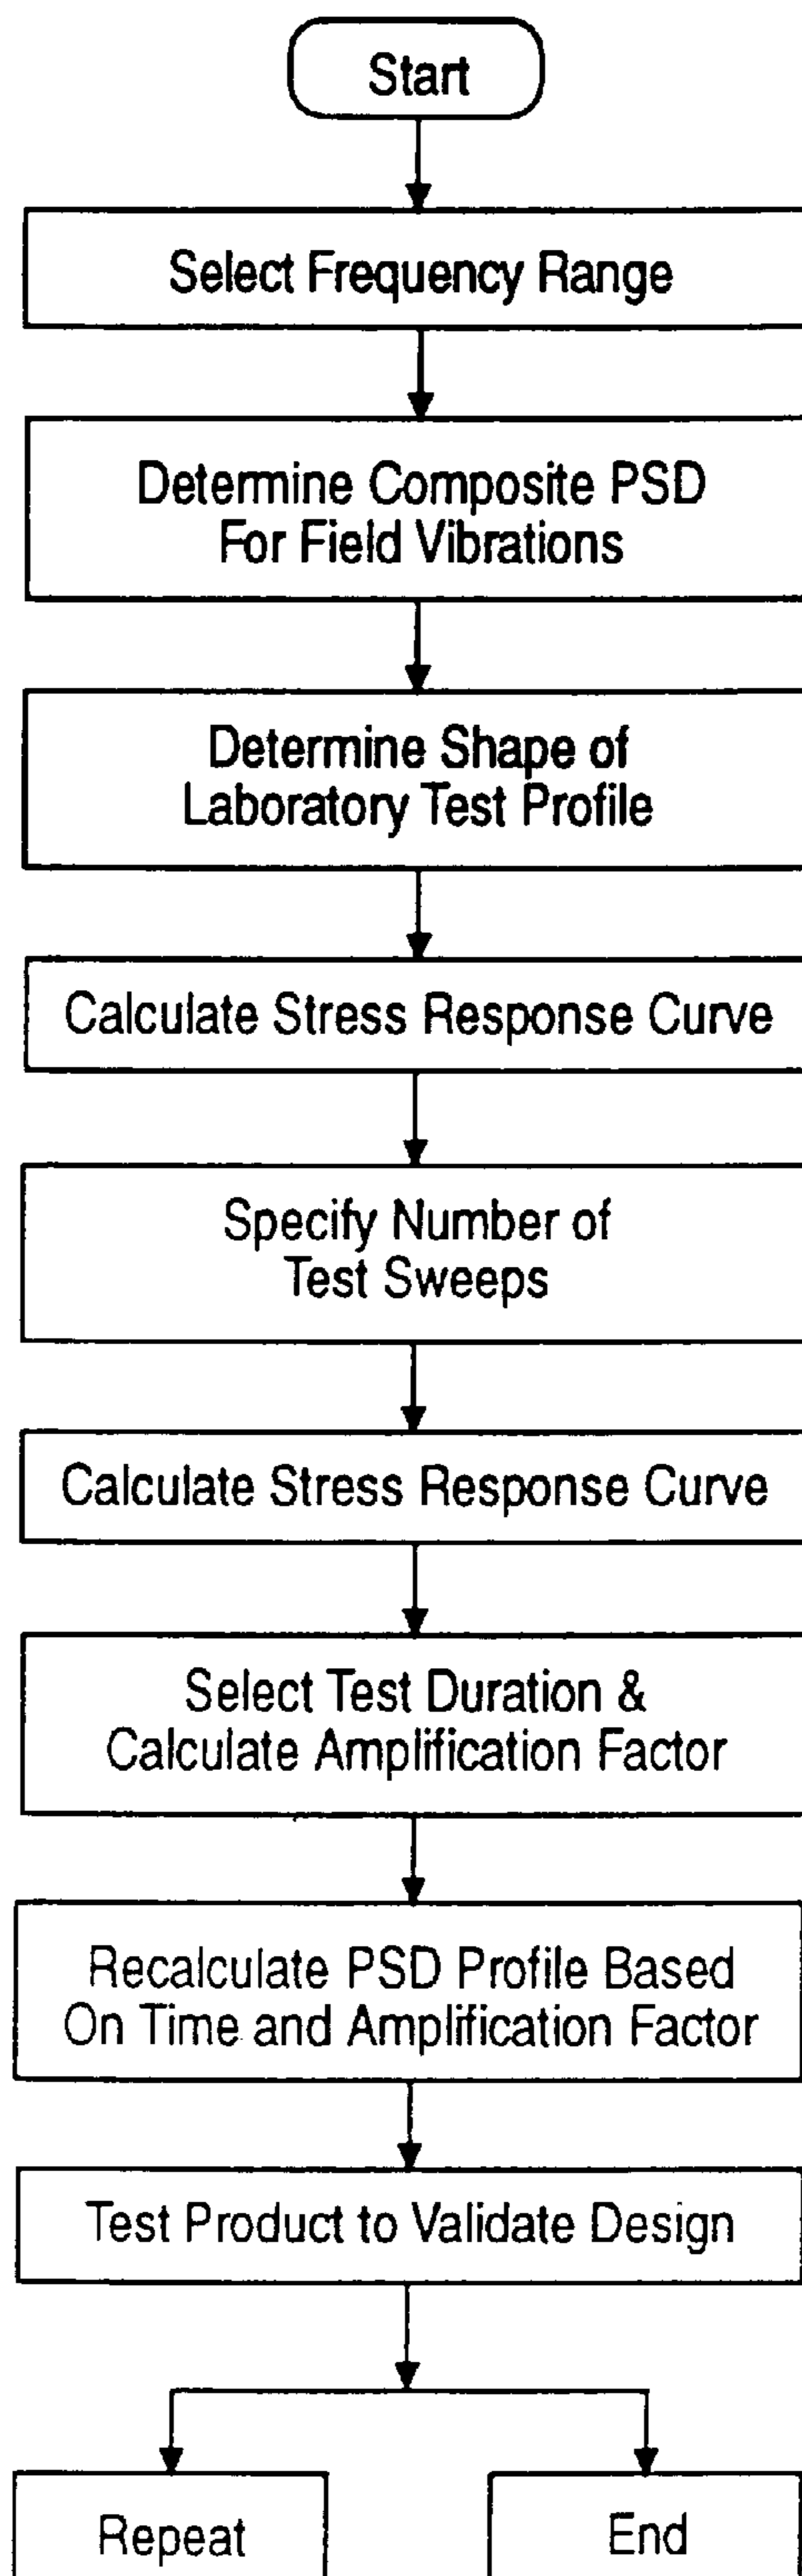 Start
Select Frequency Range
Determine Composite PSD
For Field Vibrations
Determine Shape of
Laboratory Test Profile
Calculate Stress Response Curve
Specify Number of
Test Sweeps
Calculate Stress Response Curve
Select Test Duration &
Calculate Amplification Factor
Recalculate PSD Profile Based
On Time and Amplification Factor
Test Product to Validate Design
Repeat
End